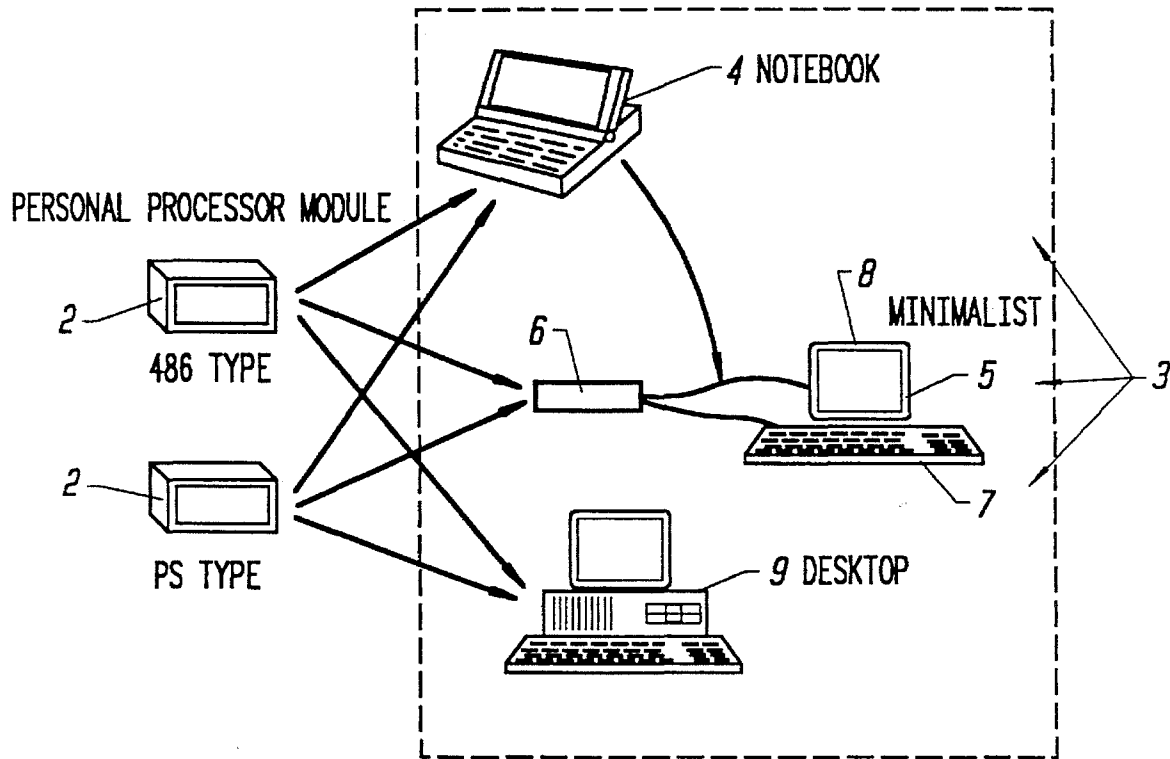 4 NOTEBOOK
PERSONAL PROCESSOR MODULE
2
486 TYPE
6
8
MINIMALIST
5
3
7
2
PS TYPE
9 DESKTOP